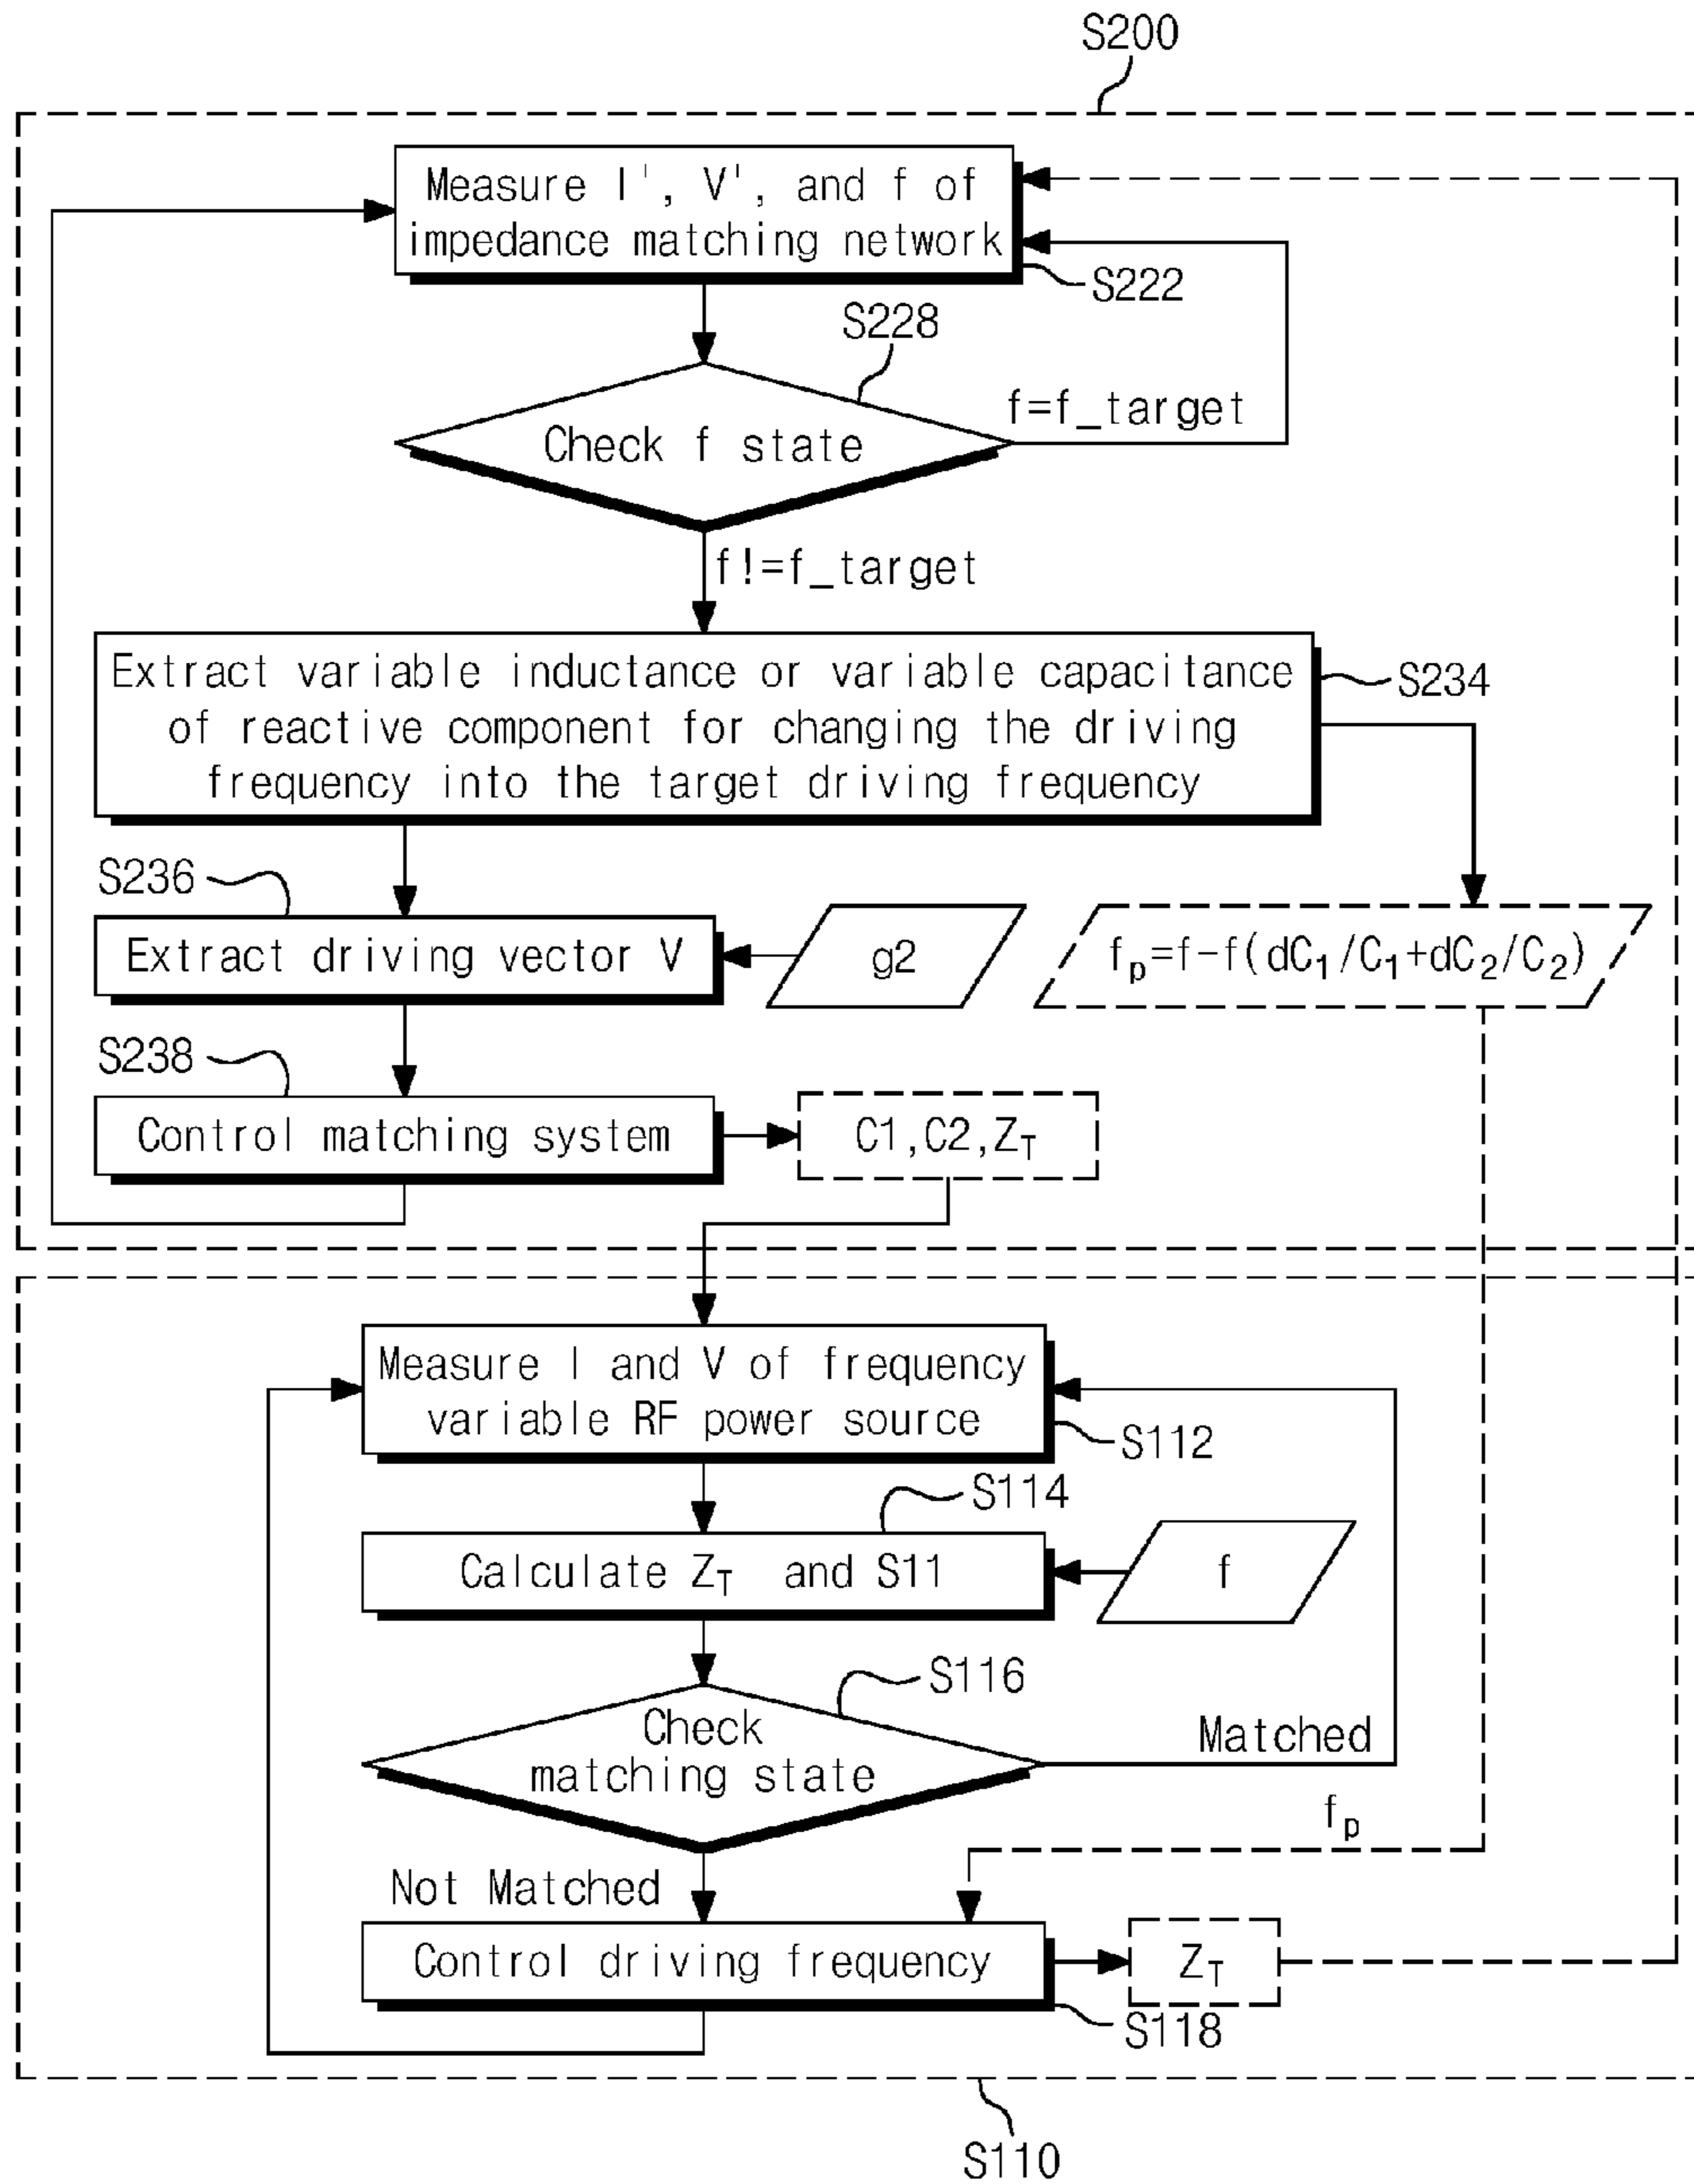 S200
Measure I', V', and f of
impedance matching network
S222
S228
f=f_target
Check f state
f!=f_target
Extract variable inductance or variable capacitance
of reactive component for changing the driving
frequency into the target driving frequency
S234
S236
Extract driving vector V
g2
fₚ=f-f(dC₁/C₁+dC₂/C₂)
S238
Control matching system
C1,C2,Z_T
Measure I and V of frequency
variable RF power source
S112
S114
Calculate Z_T and S11
f
S116
Check
matching state
Matched
fₚ
Not Matched
Control driving frequency
Z_T
S118
S110